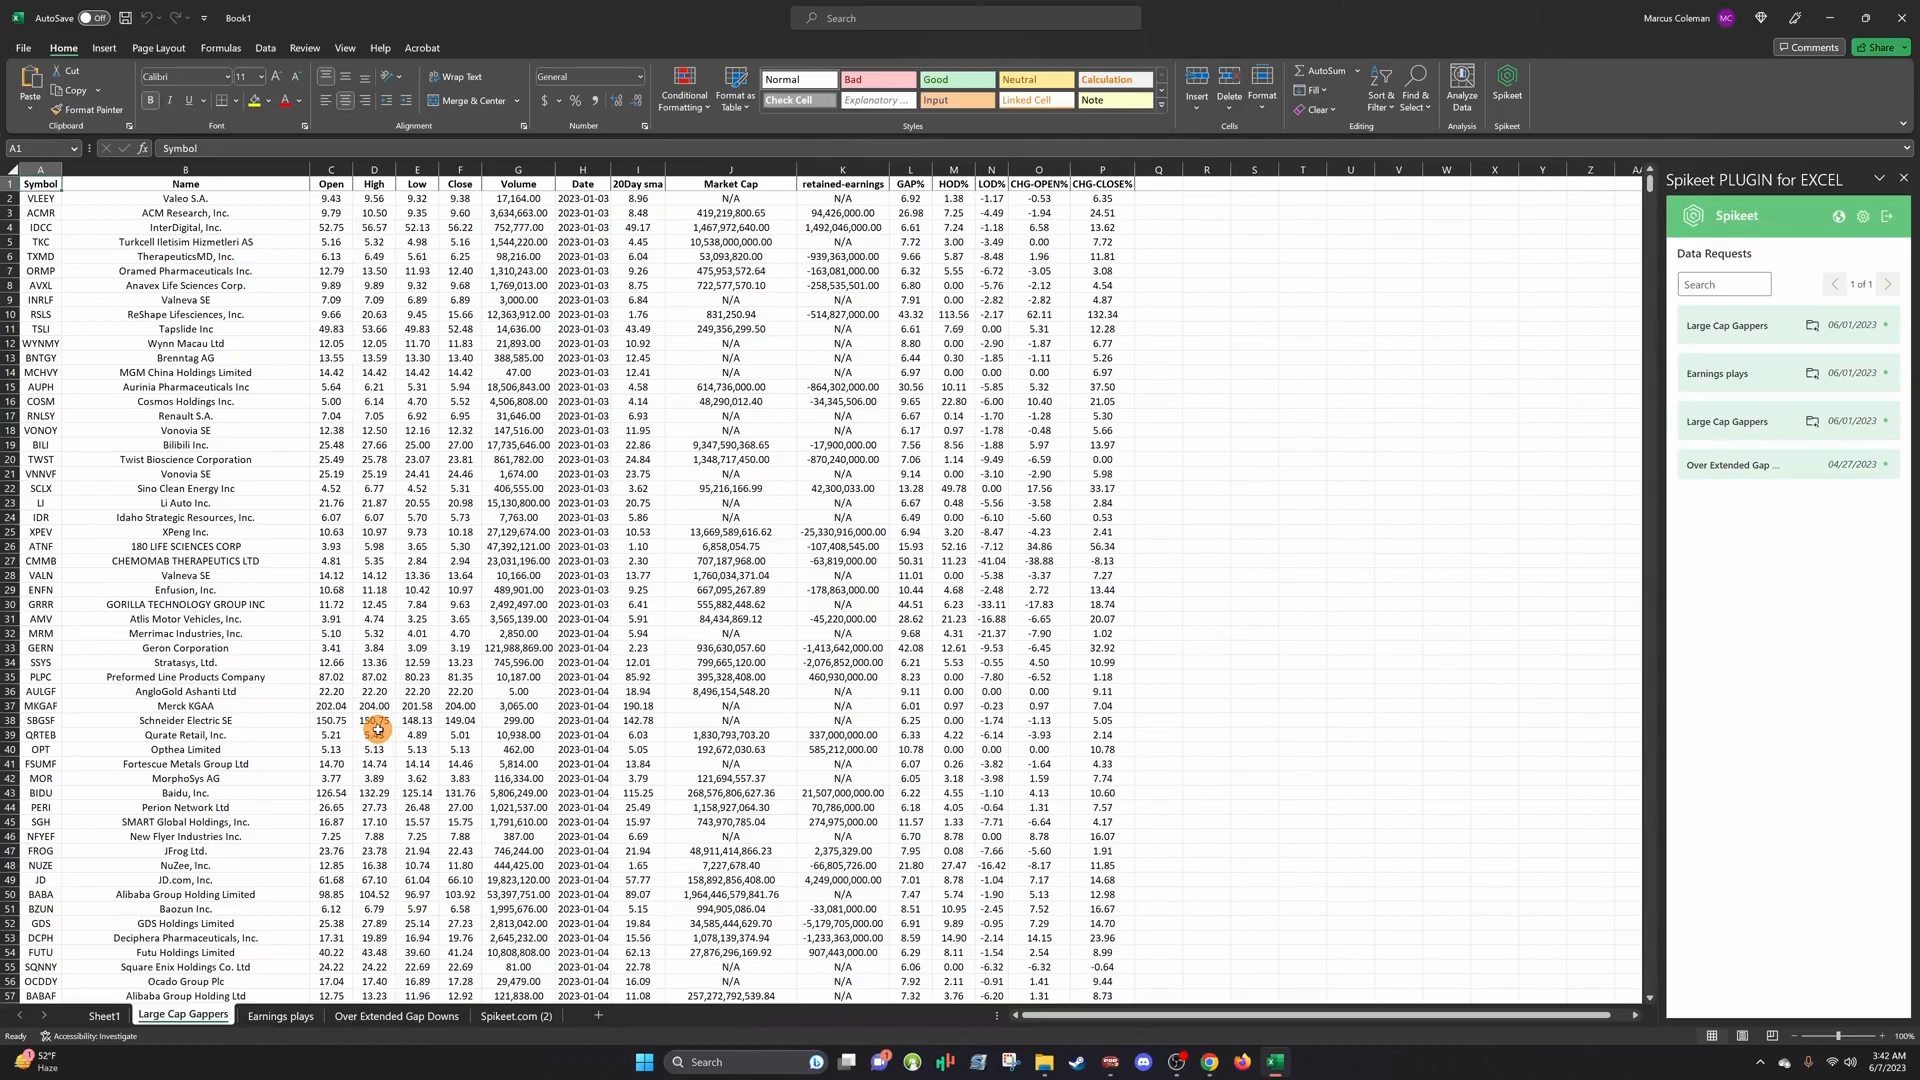 AutoSave Off Book1 Search Marcus Coleman MC
File Home Insert Page Layout Formulas Data Review View Help Acrobat Comments Share
Paste Cut Copy Format Painter Clipboard
Calibri 11 B I U A Font
Wrap Text Merge & Center Alignment
General $ % Number
Conditional Formatting Format as Table
Normal Bad Good Neutral Calculation
Check Cell Explanatory ... Input Linked Cell Note
Styles
Insert Delete Format Cells
AutoSum Fill Clear Sort & Filter Find & Select Editing
Analyze Data Analysis
Spikeet Spikeet
A1 fx Symbol
A B C D E F G H I J K L M N O P Q R S T U V W X Y Z
1 Symbol Name Open High Low Close Volume Date 20Day sma Market Cap retained-earnings GAP% HOD% LOD% CHG-OPEN% CHG-CLOSE%
2 VLEEY Valeo S.A. 9.43 9.56 9.32 9.38 17,164.00 2023-01-03 8.96 N/A N/A 6.92 1.38 -1.17 -0.53 6.35
3 ACMR ACM Research, Inc. 9.79 10.50 9.35 9.60 3,634,663.00 2023-01-03 8.48 419,219,800.65 94,426,000.00 26.98 7.25 -4.49 -1.94 24.51
4 IDCC InterDigital, Inc. 52.75 56.57 52.13 56.22 752,777.00 2023-01-03 49.17 1,467,972,640.00 1,492,046,000.00 6.61 7.24 -1.18 6.58 13.62
5 TKC Turkcell Iletisim Hizmetleri AS 5.16 5.32 4.98 5.16 1,544,220.00 2023-01-03 4.45 10,538,000,000.00 N/A 7.72 3.00 -3.49 0.00 7.72
6 TXMD TherapeuticsMD, Inc. 6.13 6.49 5.61 6.25 98,216.00 2023-01-03 6.04 53,093,820.00 -939,363,000.00 9.66 5.87 -8.48 1.96 11.81
7 ORMP Oramed Pharmaceuticals Inc. 12.79 13.50 11.93 12.40 1,310,243.00 2023-01-03 9.26 475,953,572.64 -163,081,000.00 6.32 5.55 -6.72 -3.05 3.08
8 AVXL Anavex Life Sciences Corp. 9.89 9.89 9.32 9.68 1,769,013.00 2023-01-03 8.75 722,577,570.10 -258,535,501.00 6.80 0.00 -5.76 -2.12 4.54
9 INRLF Valneva SE 7.09 7.09 6.89 6.89 3,000.00 2023-01-03 6.84 N/A N/A 7.91 0.00 -2.82 -2.82 4.87
10 RSLS ReShape Lifesciences, Inc. 9.66 20.63 9.45 15.66 12,363,912.00 2023-01-03 1.76 831,250.94 -514,827,000.00 43.32 113.56 -2.17 62.11 132.34
11 TSLI Tapslide Inc 49.83 53.66 49.83 52.48 14,636.00 2023-01-03 43.49 249,356,299.50 N/A 6.61 7.69 0.00 5.31 12.28
12 WYNMY Wynn Macau Ltd 12.05 12.05 11.70 11.83 21,893.00 2023-01-03 10.92 N/A N/A 8.80 0.00 -2.90 -1.87 6.77
13 BNTGY Brenntag AG 13.55 13.59 13.30 13.40 388,585.00 2023-01-03 12.45 N/A N/A 6.44 0.30 -1.85 -1.11 5.26
14 MCHVY MGM China Holdings Limited 14.42 14.42 14.42 14.42 47.00 2023-01-03 12.41 N/A N/A 6.97 0.00 0.00 0.00 6.97
15 AUPH Aurinia Pharmaceuticals Inc 5.64 6.21 5.31 5.94 18,506,843.00 2023-01-03 4.58 614,736,000.00 -864,302,000.00 30.56 10.11 -5.85 5.32 37.50
16 COSM Cosmos Holdings Inc. 5.00 6.14 4.70 5.52 4,506,808.00 2023-01-03 4.14 48,290,012.40 -34,345,506.00 9.65 22.80 -6.00 10.40 21.05
17 RNLSY Renault S.A. 7.04 7.05 6.92 6.95 31,646.00 2023-01-03 6.93 N/A N/A 6.67 0.14 -1.70 -1.28 5.30
18 VONOY Vonovia SE 12.38 12.50 12.16 12.32 147,516.00 2023-01-03 11.95 N/A N/A 6.17 0.97 -1.78 -0.48 5.66
19 BILI Bilibili Inc. 25.48 27.66 25.00 27.00 17,735,646.00 2023-01-03 22.86 9,347,590,368.65 -17,900,000.00 7.56 8.56 -1.88 5.97 13.97
20 TWST Twist Bioscience Corporation 25.49 25.78 23.07 23.81 861,782.00 2023-01-03 24.84 1,348,717,450.00 -870,240,000.00 7.06 1.14 -9.49 -6.59 0.00
21 VNNVF Vonovia SE 25.19 25.19 24.41 24.46 1,674.00 2023-01-03 23.75 N/A N/A 9.14 0.00 -3.10 -2.90 5.98
22 SCLX Sino Clean Energy Inc 4.52 6.77 4.52 5.31 406,555.00 2023-01-03 3.62 95,216,166.99 42,300,033.00 13.28 49.78 0.00 17.56 33.17
23 LI Li Auto Inc. 21.76 21.87 20.55 20.98 15,130,800.00 2023-01-03 20.75 N/A N/A 6.67 0.48 -5.56 -3.58 2.84
24 IDR Idaho Strategic Resources, Inc. 6.07 6.07 5.70 5.73 7,763.00 2023-01-03 5.86 N/A N/A 6.49 0.00 -6.10 -5.60 0.53
25 XPEV XPeng Inc. 10.63 10.97 9.73 10.18 27,129,674.00 2023-01-03 10.53 13,669,589,616.62 -25,330,916,000.00 6.94 3.20 -8.47 -4.23 2.41
26 ATNF 180 LIFE SCIENCES CORP 3.93 5.98 3.65 5.30 47,392,121.00 2023-01-03 1.10 6,858,054.75 -107,408,545.00 15.93 52.16 -7.12 34.86 56.34
27 CMMB CHEMOMAB THERAPEUTICS LTD 4.81 5.35 2.84 2.94 23,031,196.00 2023-01-03 2.30 707,187,968.00 -63,819,000.00 50.31 11.23 -41.04 -38.88 -8.13
28 VALN Valneva SE 14.12 14.12 13.36 13.64 10,166.00 2023-01-03 13.77 1,760,034,371.04 N/A 11.01 0.00 -5.38 -3.37 7.27
29 ENFN Enfusion, Inc. 10.68 11.18 10.42 10.97 489,901.00 2023-01-03 9.25 667,095,267.89 -178,863,000.00 10.44 4.68 -2.48 2.72 13.44
30 GRRR GORILLA TECHNOLOGY GROUP INC 11.72 12.45 7.84 9.63 2,492,497.00 2023-01-03 6.41 555,882,448.62 N/A 44.51 6.23 -33.11 -17.83 18.74
31 AMV Atlis Motor Vehicles, Inc. 3.91 4.74 3.25 3.65 3,565,139.00 2023-01-04 5.91 84,434,869.12 -45,220,000.00 28.62 21.23 -16.88 -6.65 20.07
32 MRM Merrimac Industries, Inc. 5.10 5.32 4.01 4.70 2,850.00 2023-01-04 5.94 N/A N/A 9.68 4.31 -21.37 -7.90 1.02
33 GERN Geron Corporation 3.41 3.84 3.09 3.19 121,988,869.00 2023-01-04 2.23 936,630,057.60 -1,413,642,000.00 42.08 12.61 -9.53 -6.45 32.92
34 SSYS Stratasys, Ltd. 12.66 13.36 12.59 13.23 745,596.00 2023-01-04 12.01 799,665,120.00 -2,076,852,000.00 6.21 5.53 -0.55 4.50 10.99
35 PLPC Preformed Line Products Company 87.02 87.02 80.23 81.35 10,187.00 2023-01-04 85.92 395,328,408.00 460,930,000.00 8.23 0.00 -7.80 -6.52 1.18
36 AULGF AngloGold Ashanti Ltd 22.20 22.20 22.20 22.20 5.00 2023-01-04 18.94 8,496,154,548.20 N/A 9.11 0.00 0.00 0.00 9.11
37 MKGAF Merck KGAA 202.04 204.00 201.58 204.00 3,065.00 2023-01-04 190.18 N/A N/A 6.01 0.97 -0.23 0.97 7.04
38 SBGSF Schneider Electric SE 150.75 150.75 148.13 149.04 299.00 2023-01-04 142.78 N/A N/A 6.25 0.00 -1.74 -1.13 5.05
39 QRTEB Qurate Retail, Inc. 5.21 4.89 5.01 10,938.00 2023-01-04 6.03 1,830,793,703.20 337,000,000.00 6.33 4.22 -6.14 -3.93 2.14
40 OPT Opthea Limited 5.13 5.13 5.13 5.13 462.00 2023-01-04 5.05 192,672,030.63 585,212,000.00 10.78 0.00 0.00 0.00 10.78
41 FSUMF Fortescue Metals Group Ltd 14.70 14.74 14.14 14.46 5,814.00 2023-01-04 13.84 N/A N/A 6.07 0.26 -3.82 -1.64 4.33
42 MOR MorphoSys AG 3.77 3.89 3.62 3.83 116,334.00 2023-01-04 3.79 121,694,557.37 N/A 6.05 3.18 -3.98 1.59 7.74
43 BIDU Baidu, Inc. 126.54 132.29 125.14 131.76 5,806,249.00 2023-01-04 115.25 268,576,806,627.36 21,507,000,000.00 6.22 4.55 -1.10 4.13 10.60
44 PERI Perion Network Ltd 26.65 27.73 26.48 27.00 1,021,537.00 2023-01-04 25.49 1,158,927,064.30 70,786,000.00 6.18 4.05 -0.64 1.31 7.57
45 SGH SMART Global Holdings, Inc. 16.87 17.10 15.57 15.75 1,791,610.00 2023-01-04 15.97 743,970,785.04 274,975,000.00 11.57 1.33 -7.71 -6.64 4.17
46 NFYEF New Flyer Industries Inc. 7.25 7.88 7.25 7.88 387.00 2023-01-04 6.69 N/A N/A 6.70 8.78 0.00 8.78 16.07
47 FROG JFrog Ltd. 23.76 23.78 21.94 22.43 746,244.00 2023-01-04 21.94 48,911,414,866.23 2,375,329.00 7.95 0.08 -7.66 -5.60 1.91
48 NUZE NuZee, Inc. 12.85 16.38 10.74 11.80 444,425.00 2023-01-04 1.65 7,227,678.40 -66,805,726.00 21.80 27.47 -16.42 -8.17 11.85
49 JD JD.com, Inc. 61.68 67.10 61.04 66.10 19,823,120.00 2023-01-04 57.77 158,892,856,408.00 4,249,000,000.00 7.01 8.78 -1.04 7.17 14.68
50 BABA Alibaba Group Holding Limited 98.85 104.52 96.97 103.92 53,397,751.00 2023-01-04 89.07 1,964,446,579,841.76 N/A 7.47 5.74 -1.90 5.13 12.98
51 BZUN Baozun Inc. 6.12 6.79 5.97 6.58 1,995,676.00 2023-01-04 5.15 994,905,086.04 -33,081,000.00 8.51 10.95 -2.45 7.52 16.67
52 GDS GDS Holdings Limited 25.38 27.89 25.14 27.23 2,813,042.00 2023-01-04 19.84 34,585,444,629.70 -5,179,705,000.00 6.91 9.89 -0.95 7.29 14.70
53 DCPH Deciphera Pharmaceuticals, Inc. 17.31 19.89 16.94 19.76 2,645,232.00 2023-01-04 15.56 1,078,139,374.94 -1,233,363,000.00 8.59 14.90 -2.14 14.15 23.96
54 FUTU Futu Holdings Limited 40.22 43.48 39.60 41.24 10,808,808.00 2023-01-04 62.13 27,876,296,169.92 907,443,000.00 6.29 8.11 -1.54 2.54 8.99
55 SQNNY Square Enix Holdings Co. Ltd 24.22 24.22 22.69 22.69 81.00 2023-01-04 22.78 N/A N/A 6.06 0.00 -6.32 -6.32 -0.64
56 OCDDY Ocado Group Plc 17.04 17.40 16.89 17.28 29,479.00 2023-01-04 16.09 N/A N/A 7.92 2.11 -0.91 1.41 9.44
57 BABAF Alibaba Group Holding Ltd 12.75 13.23 11.96 12.92 121,838.00 2023-01-04 11.08 257,272,792,539.84 N/A 7.32 3.76 -6.20 1.31 8.73
Sheet1 Large Cap Gappers Earnings plays Over Extended Gap Downs Spikeet.com (2)
Ready Accessibility: Investigate 100%
Spikeet PLUGIN for EXCEL
Spikeet
Data Requests
Search 1 of 1
Large Cap Gappers 06/01/2023
Earnings plays 06/01/2023
Large Cap Gappers 06/01/2023
Over Extended Gap ... 04/27/2023
52°F
Haze
Search
3:42 AM
6/7/2023